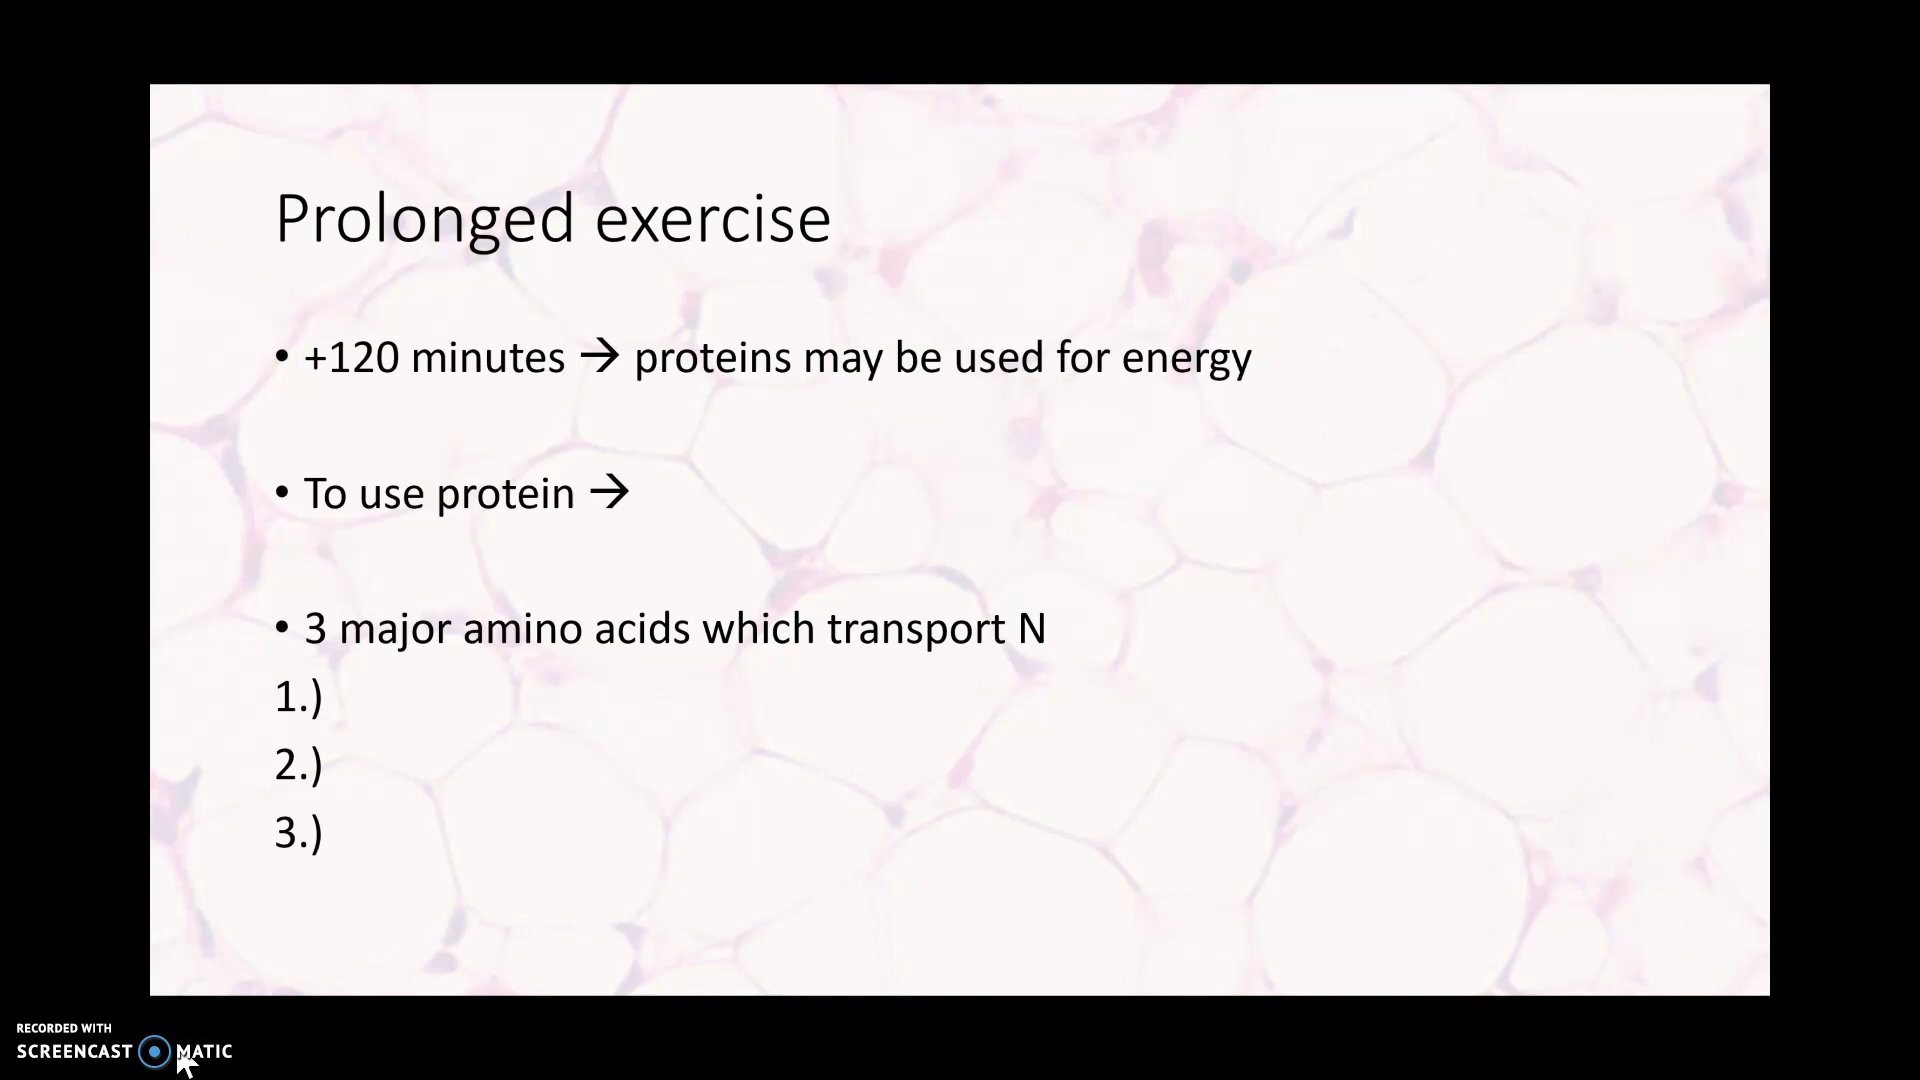 Prolonged exercise
• +120 minutes → proteins may be used for energy
• To use protein →
• 3 major amino acids which transport N
1.)
2.)
3.)
RECORDED WITH
SCREENCAST MATIC